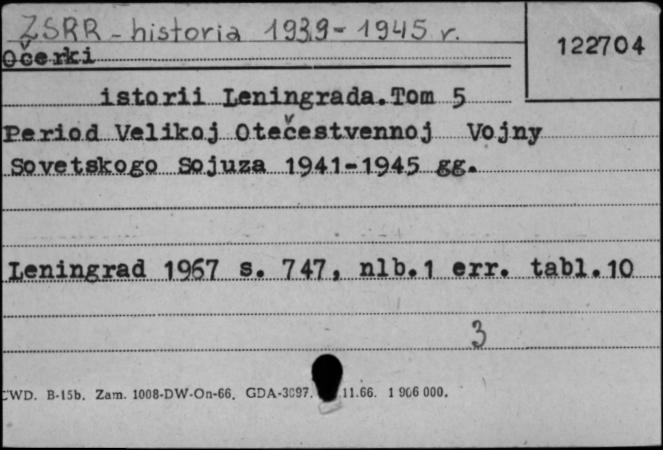 ZSRR - historia 1939 - 1945 r.
122704
Očerki
istorii Leningrada.Tom 5
Period Velikoj Otečestvennoj Vojny
Sovetskogo Sojuza 1941-1945 gg.
Leningrad 1967 s. 747, nlb.1 err. tabl.10
3
CWD. B-15b. Zam. 1008-DW-On-66. GDA-3097. 11.66. 1 906 000.